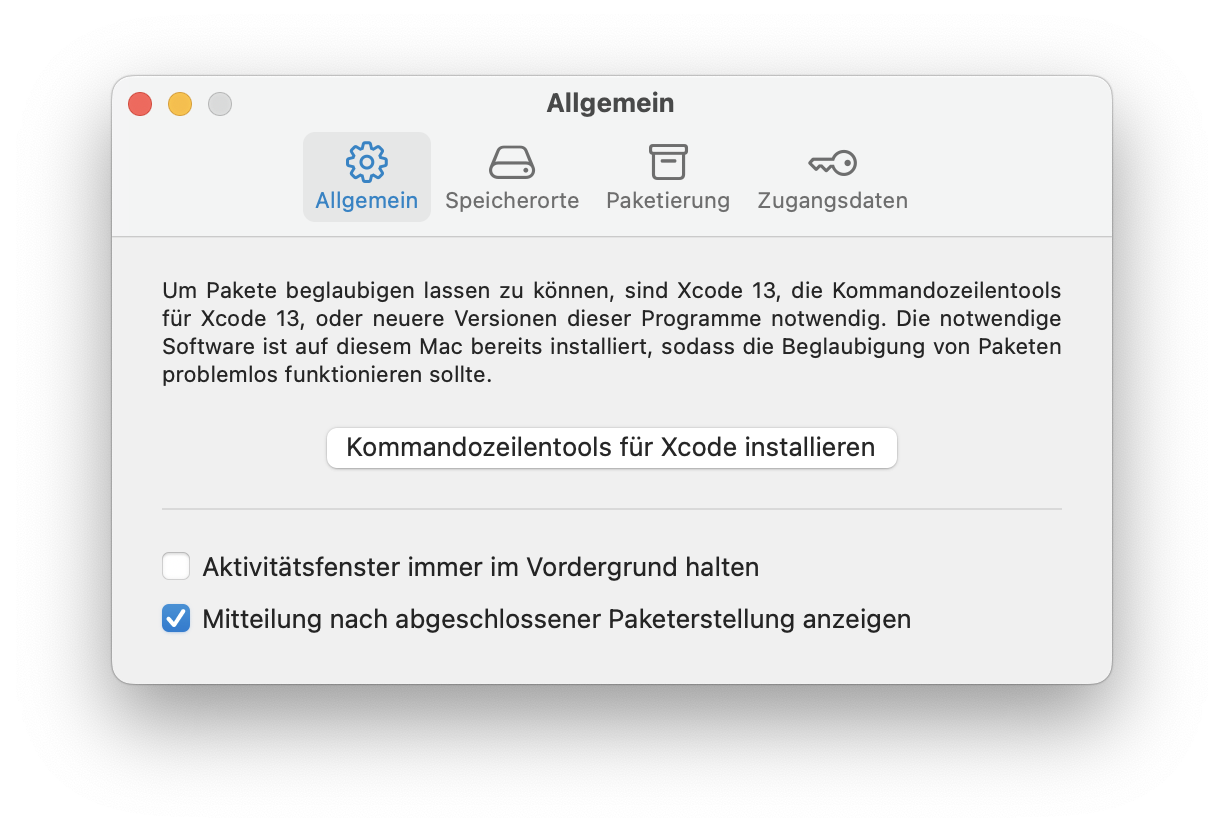 Allgemein
Allgemein Speicherorte Paketierung Zugangsdaten
Um Pakete beglaubigen lassen zu können, sind Xcode 13, die Kommandozeilentools
für Xcode 13, oder neuere Versionen dieser Programme notwendig. Die notwendige
Software ist auf diesem Mac bereits installiert, sodass die Beglaubigung von Paketen
problemlos funktionieren sollte.
Kommandozeilentools für Xcode installieren
Aktivitätsfenster immer im Vordergrund halten
Mitteilung nach abgeschlossener Paketerstellung anzeigen